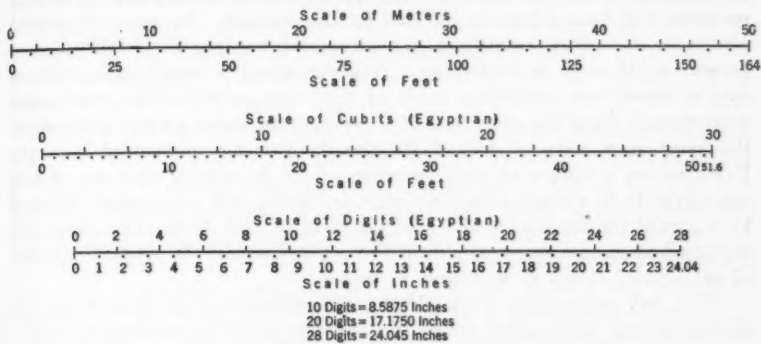 Scale of Meters
0 10 20 30 40 50
0 25 50 75 100 125 150 164
Scale of Feet
Scale of Cubits (Egyptian)
0 10 20 30
0 10 20 30 40 50 51.6
Scale of Feet
Scale of Digits (Egyptian)
0 2 4 6 8 10 12 14 16 18 20 22 24 26 28
0 1 2 3 4 5 6 7 8 9 10 11 12 13 14 15 16 17 18 19 20 21 22 23 24.04
Scale of Inches
10 Digits = 8.5875 Inches
20 Digits = 17.1750 Inches
28 Digits = 24.045 Inches